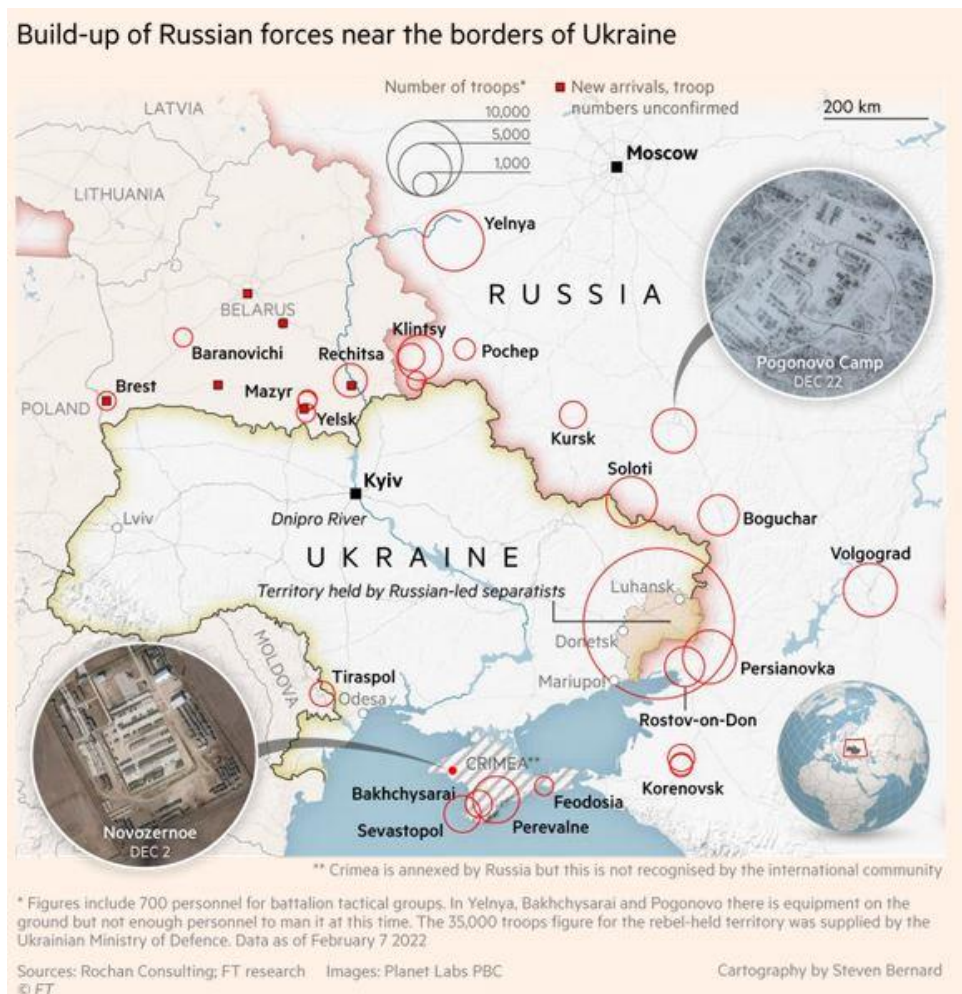 Build-up of Russian forces near the borders of Ukraine
Number of troops*
10,000
5,000
1,000
New arrivals, troop
numbers unconfirmed
200 km
LATVIA
LITHUANIA
Moscow
Yelnya
RUSSIA
BELARUS
Baranovichi
Rechitsa
Klintsy
Pochep
Pogonovo Camp
DEC 22
Brest
POLAND
Mazyr
Yelsk
Kursk
Soloti
Kyiv
Lviv
Dnipro River
Boguchar
UKRAINE
Volgograd
Territory held by Russian-led separatists
Luhansk
Donetsk
MOLDOVA
Tiraspol
Odesa
Mariupol
Persianovka
Rostov-on-Don
CRIMEA**
Korenovsk
Bakhchysarai
Feodosia
Sevastopol
Perevalne
Novozernoe
DEC 2
** Crimea is annexed by Russia but this is not recognised by the international community
* Figures include 700 personnel for battalion tactical groups. In Yelnya, Bakhchysarai and Pogonovo there is equipment on the
ground but not enough personnel to man it at this time. The 35,000 troops figure for the rebel-held territory was supplied by the
Ukrainian Ministry of Defence. Data as of February 7 2022
Sources: Rochan Consulting; FT research Images: Planet Labs PBC
Cartography by Steven Bernard
© FT